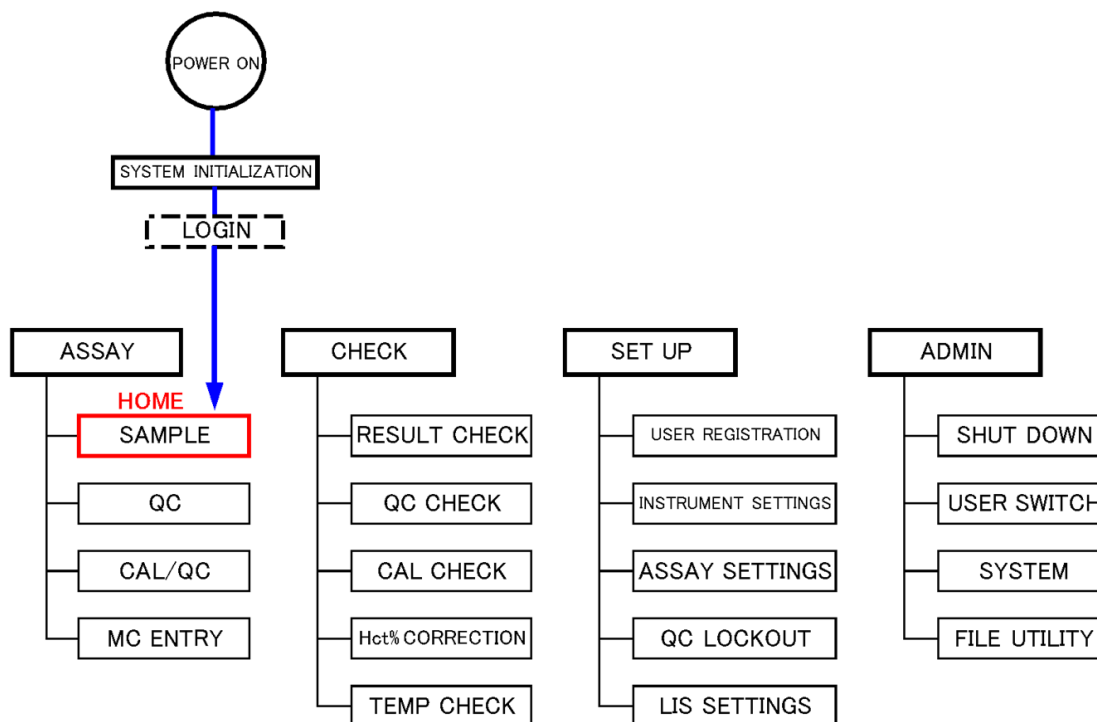 POWER ON
SYSTEM INITIALIZATION
LOGIN
ASSAY
CHECK
SET UP
ADMIN
HOME
SAMPLE
RESULT CHECK
USER REGISTRATION
SHUT DOWN
QC
QC CHECK
INSTRUMENT SETTINGS
USER SWITCH
CAL/QC
CAL CHECK
ASSAY SETTINGS
SYSTEM
MC ENTRY
Hct% CORRECTION
QC LOCKOUT
FILE UTILITY
TEMP CHECK
LIS SETTINGS